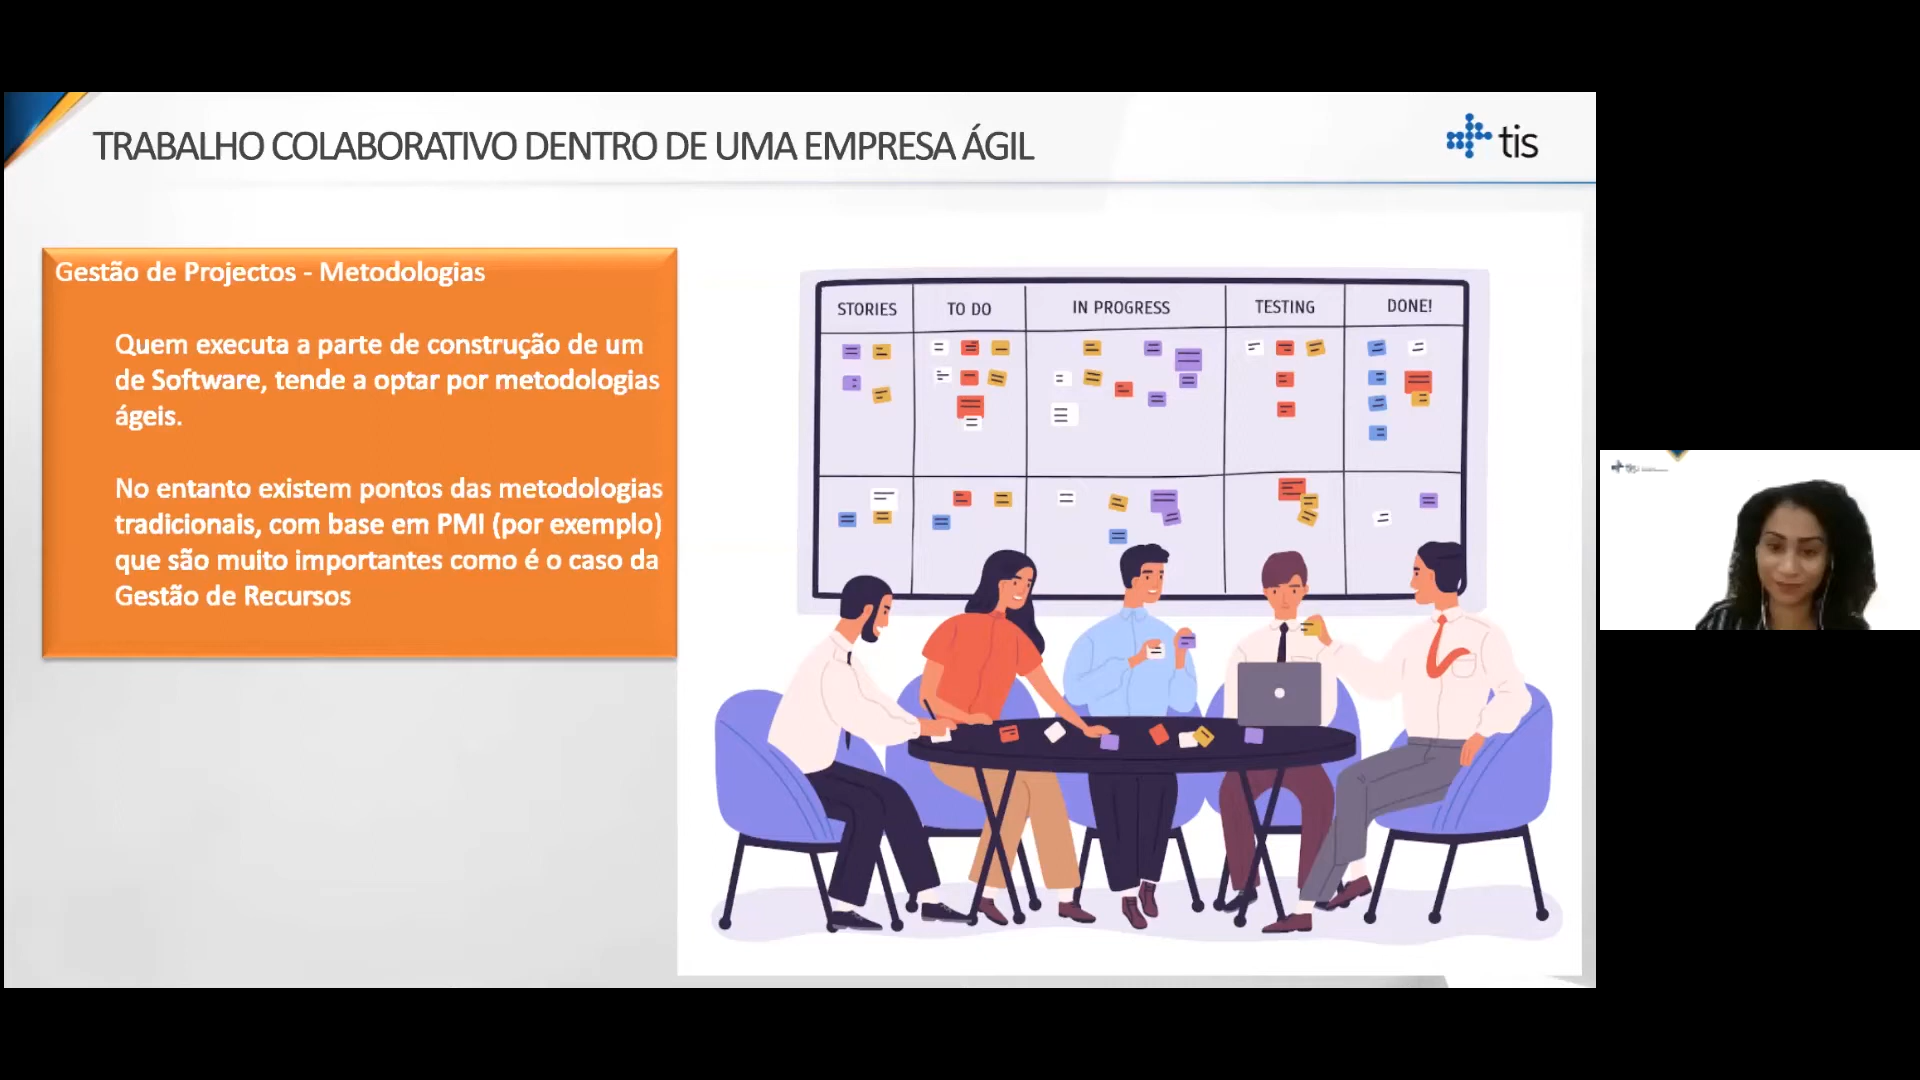 TRABALHO COLABORATIVO DENTRO DE UMA EMPRESA ÁGIL
tis
Gestão de Projectos - Metodologias
Quem executa a parte de construção de um
de Software, tende a optar por metodologias
ágeis.
No entanto existem pontos das metodologias
tradicionais, com base em PMI (por exemplo)
que são muito importantes como é o caso da
Gestão de Recursos
STORIES
TO DO
IN PROGRESS
TESTING
DONE!
tis